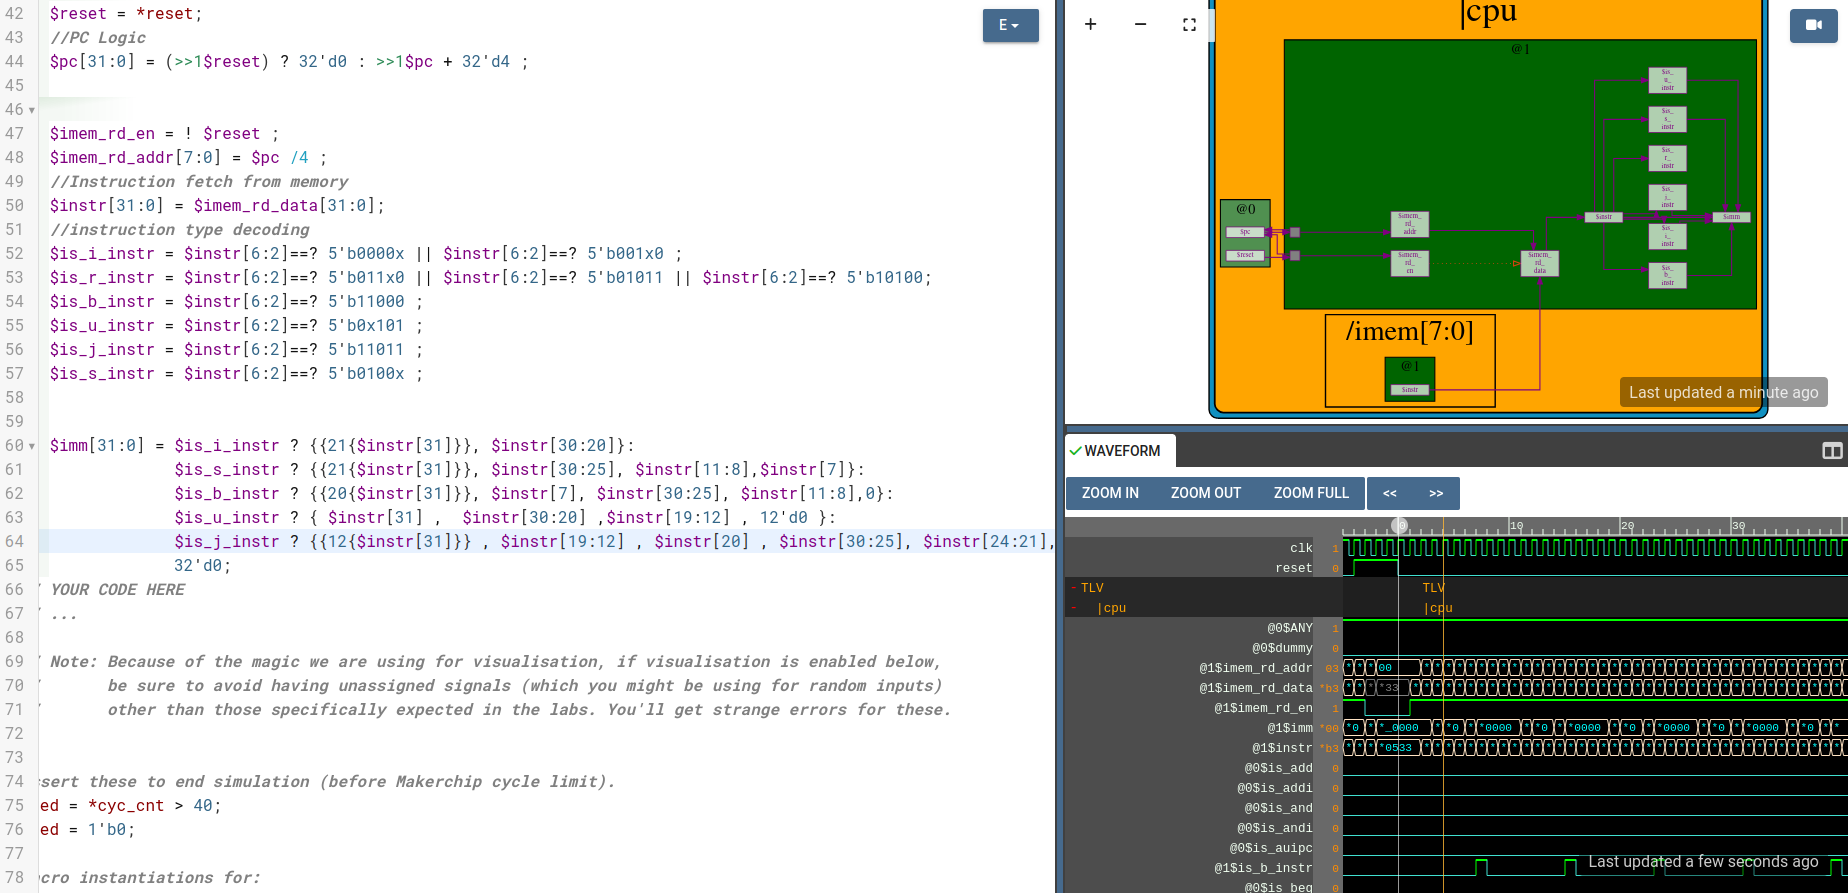 42 $reset = *reset;
43 //PC Logic
44 $pc[31:0] = (>>1$reset) ? 32'd0 : >>1$pc + 32'd4 ;
45
46
47 $imem_rd_en = ! $reset ;
48 $imem_rd_addr[7:0] = $pc /4 ;
49 //Instruction fetch from memory
50 $instr[31:0] = $imem_rd_data[31:0];
51 //instruction type decoding
52 $is_i_instr = $instr[6:2]==? 5'b0000x || $instr[6:2]==? 5'b001x0 ;
53 $is_r_instr = $instr[6:2]==? 5'b011x0 || $instr[6:2]==? 5'b01011 || $instr[6:2]==? 5'b10100;
54 $is_b_instr = $instr[6:2]==? 5'b11000 ;
55 $is_u_instr = $instr[6:2]==? 5'b0x101 ;
56 $is_j_instr = $instr[6:2]==? 5'b11011 ;
57 $is_s_instr = $instr[6:2]==? 5'b0100x ;
58
59
60 $imm[31:0] = $is_i_instr ? {{21{$instr[31]}}, $instr[30:20]}:
61 $is_s_instr ? {{21{$instr[31]}}, $instr[30:25], $instr[11:8],$instr[7]}:
62 $is_b_instr ? {{20{$instr[31]}}, $instr[7], $instr[30:25], $instr[11:8],0}:
63 $is_u_instr ? { $instr[31] , $instr[30:20] ,$instr[19:12] , 12'd0 }:
64 $is_j_instr ? {{12{$instr[31]}} , $instr[19:12] , $instr[20] , $instr[30:25], $instr[24:21],
65 32'd0;
66 YOUR CODE HERE
67 ...
68
69 Note: Because of the magic we are using for visualisation, if visualisation is enabled below,
70 be sure to avoid having unassigned signals (which you might be using for random inputs)
71 other than those specifically expected in the labs. You'll get strange errors for these.
72
73
74 sert these to end simulation (before Makerchip cycle limit).
75 ed = *cyc_cnt > 40;
76 ed = 1'b0;
77
78 cro instantiations for:
E
+ −
|cpu
@1
$is_u_instr
$is_s_instr
$is_r_instr
$is_j_instr
$is_i_instr
$is_b_instr
$instr
$imm
@0
$pc
$reset
$imem_rd_addr
$imem_rd_en
$imem_rd_data
/imem[7:0]
@1
$instr
Last updated a minute ago
WAVEFORM
ZOOM IN ZOOM OUT ZOOM FULL << >>
0 10 20 30
clk 1
reset 0
- TLV TLV
- |cpu |cpu
@0$ANY 1
@0$dummy 0
@1$imem_rd_addr 03 00
@1$imem_rd_data *b3 *33
@1$imem_rd_en 1
@1$imm *00 *0 *_0000 *0 *0000 *0 *0000 *0 *0000 *0 *0000 *0
@1$instr *b3 *0533
@0$is_add 0
@0$is_addi 0
@0$is_and 0
@0$is_andi 0
@0$is_auipc 0
@1$is_b_instr 0
@0$is_beq 0
Last updated a few seconds ago